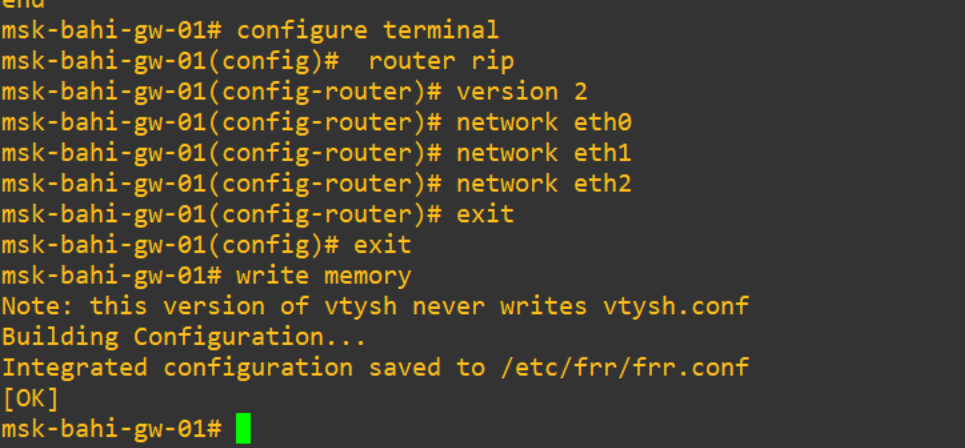 end
msk-bahi-gw-01# configure terminal
msk-bahi-gw-01(config)#  router rip
msk-bahi-gw-01(config-router)# version 2
msk-bahi-gw-01(config-router)# network eth0
msk-bahi-gw-01(config-router)# network eth1
msk-bahi-gw-01(config-router)# network eth2
msk-bahi-gw-01(config-router)# exit
msk-bahi-gw-01(config)# exit
msk-bahi-gw-01# write memory
Note: this version of vtysh never writes vtysh.conf
Building Configuration...
Integrated configuration saved to /etc/frr/frr.conf
[OK]
msk-bahi-gw-01#